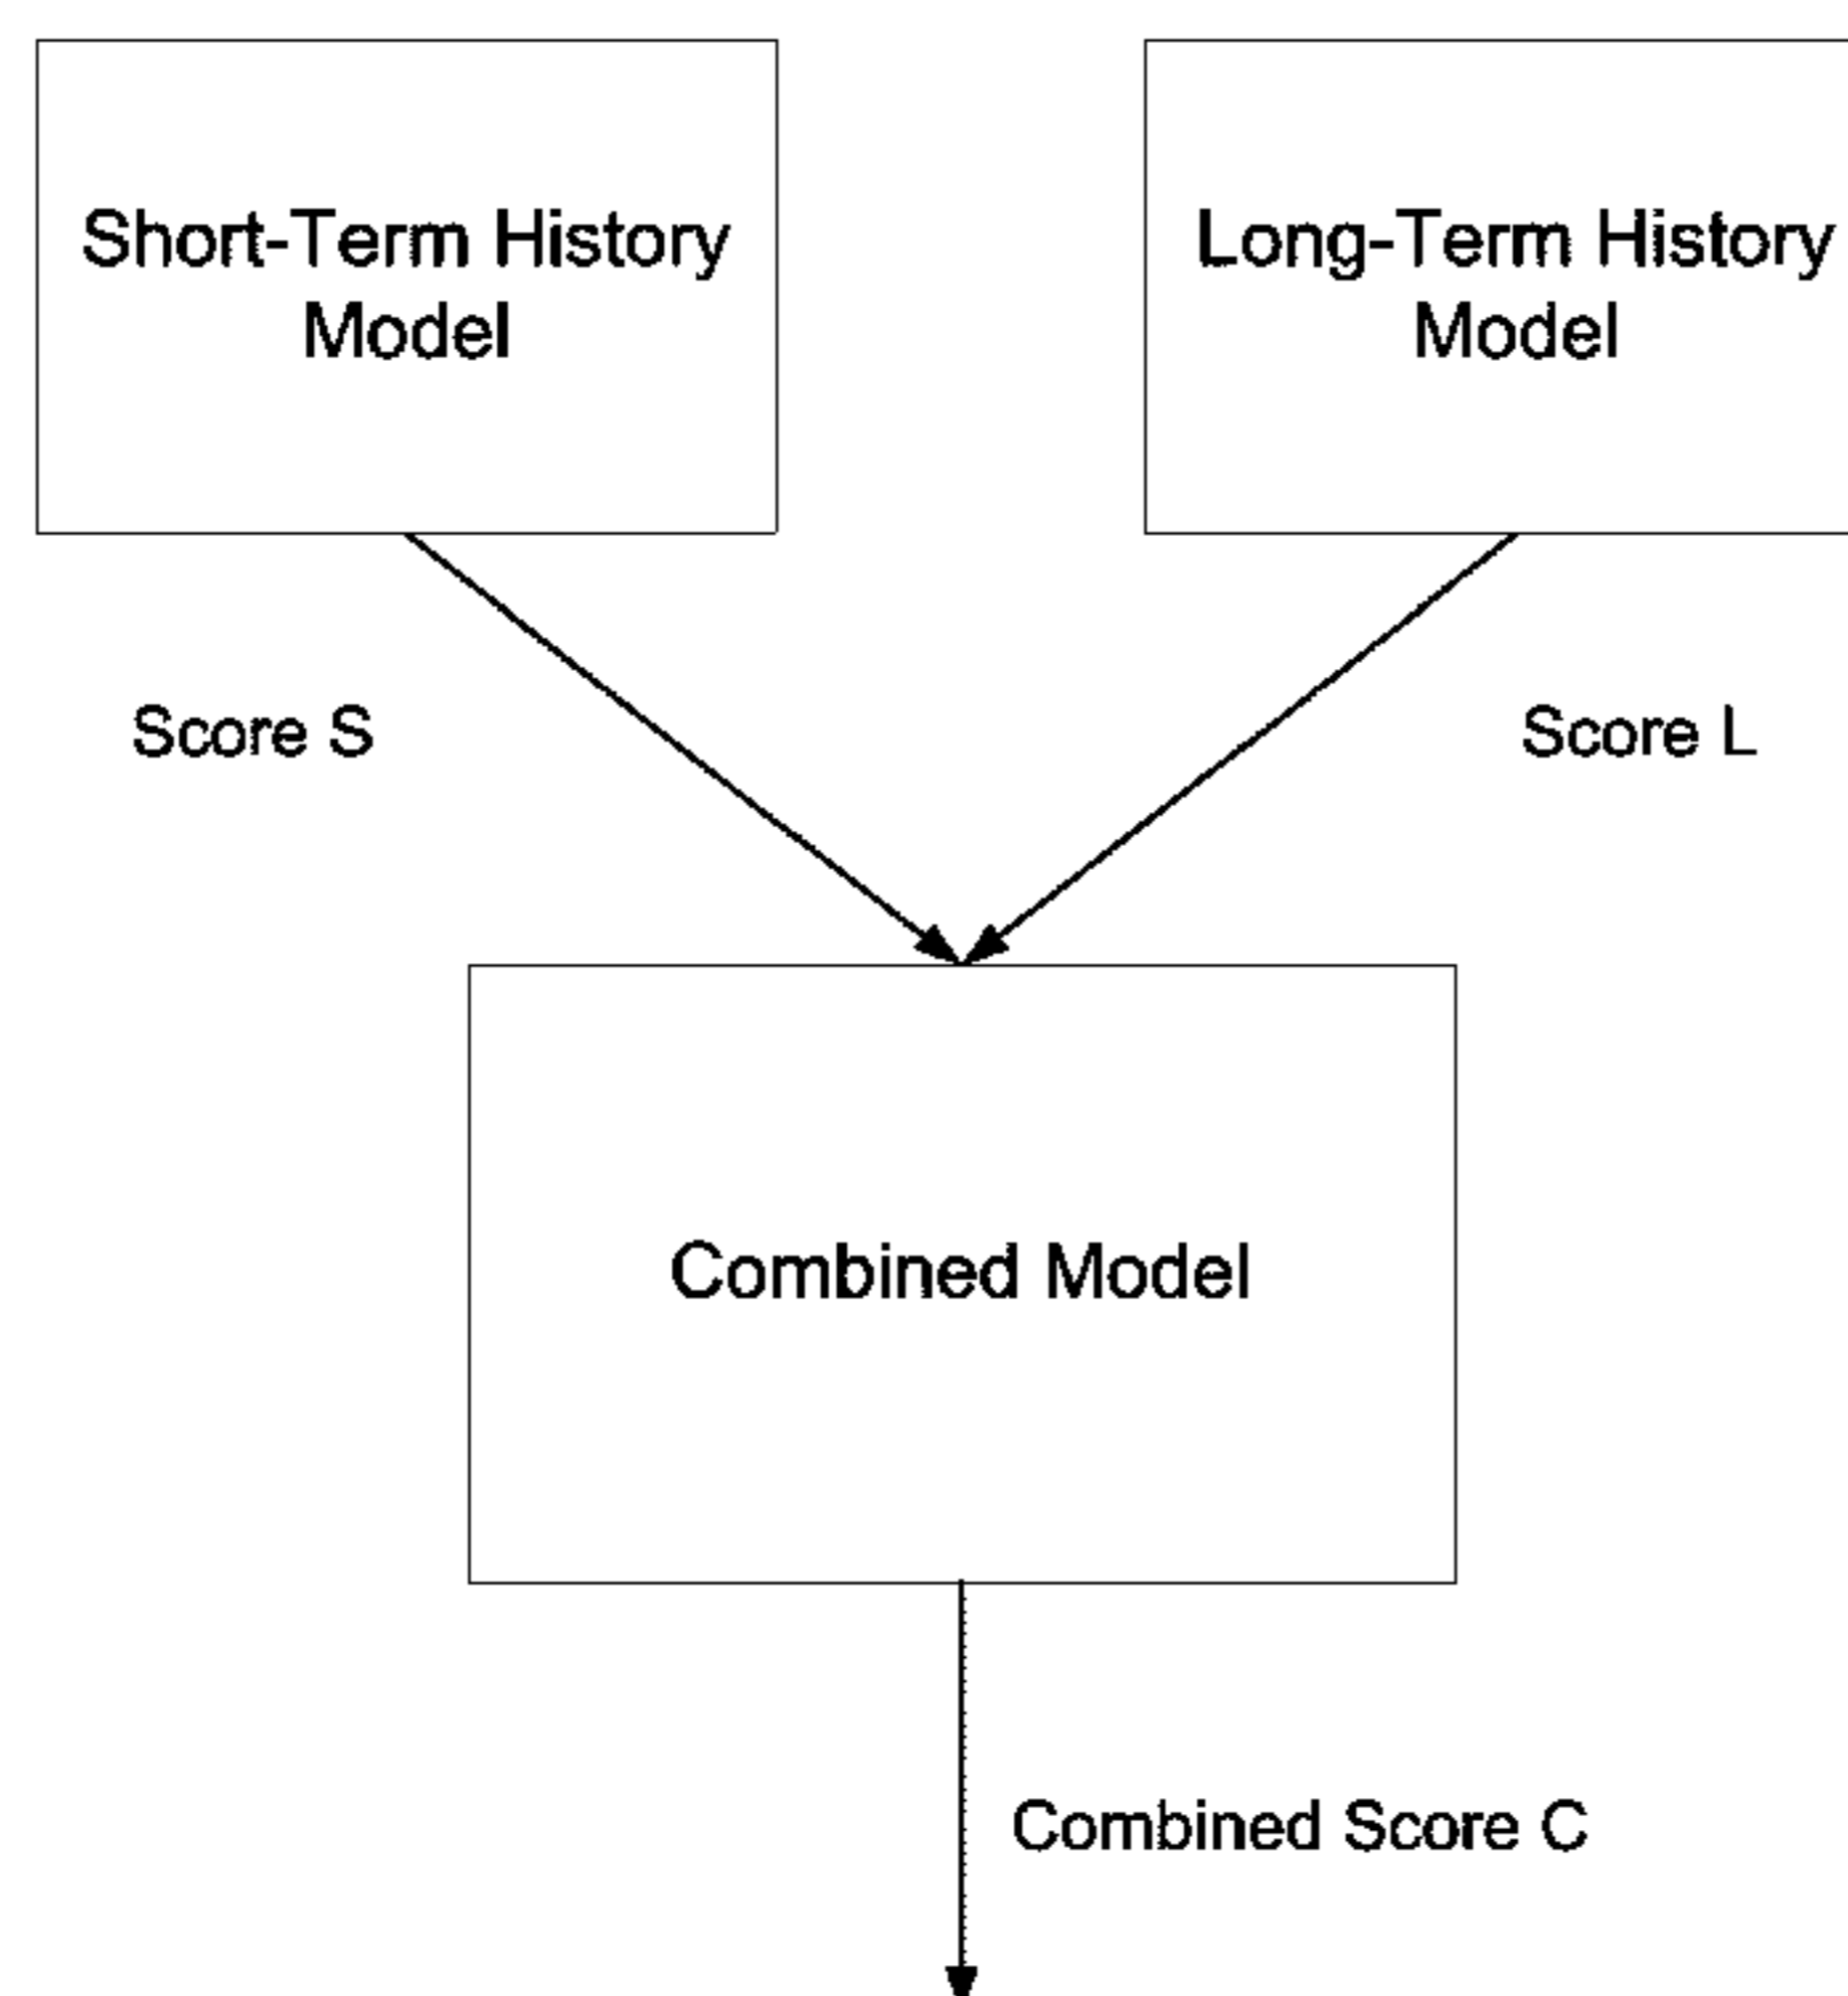 Short-Term History
Model
Long-Term History
Model
Score S
Score L
Combined Model
Combined Score C